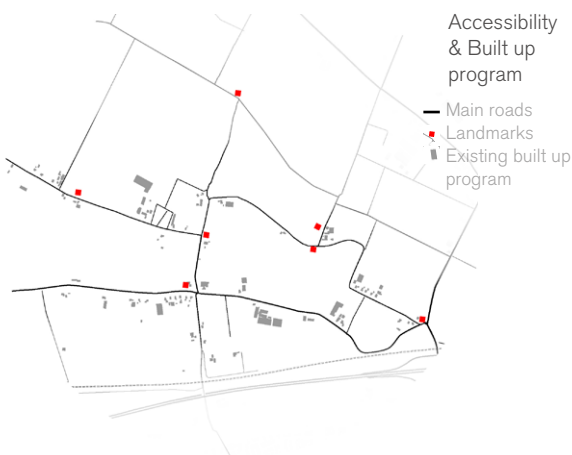 Accessibility
& Built up
program
Main roads
Landmarks
Existing built up
program